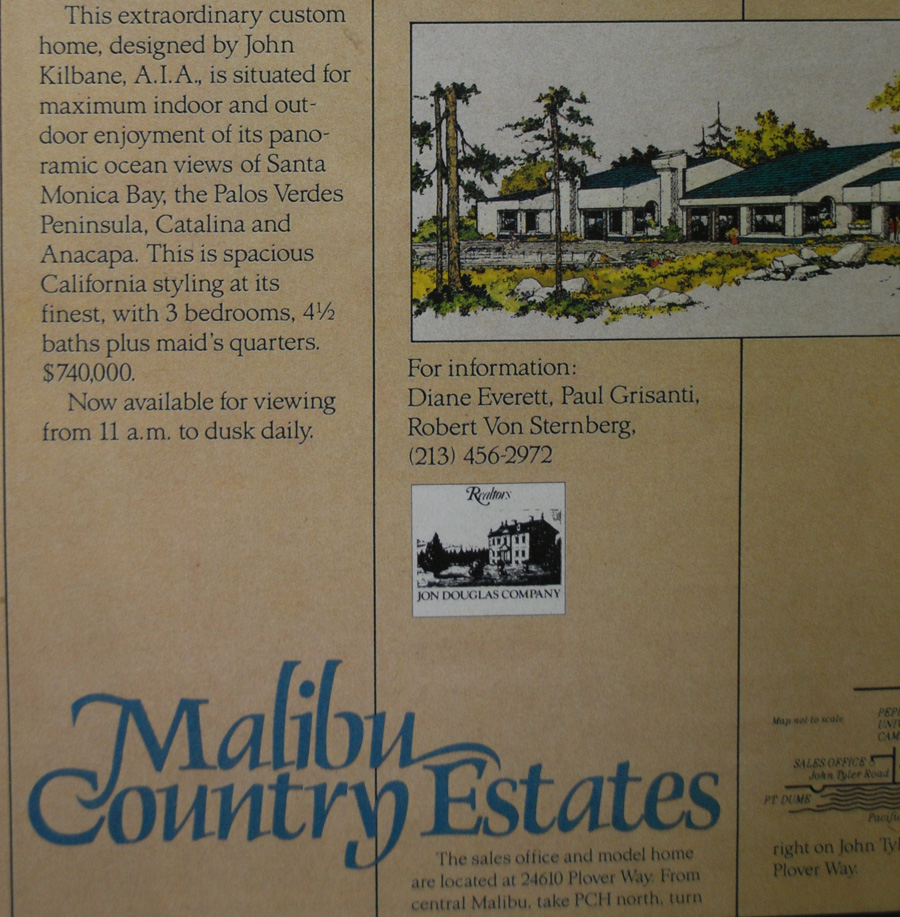 This extraordinary custom
home, designed by John
Kilbane, A.I.A., is situated for
maximum indoor and out-
door enjoyment of its pano-
ramic ocean views of Santa
Monica Bay, the Palos Verdes
Peninsula, Catalina and
Anacapa. This is spacious
California styling at its
finest, with 3 bedrooms, 4½
baths plus maid's quarters.
$740,000.
Now available for viewing
from 11 a.m. to dusk daily.
For information:
Diane Everett, Paul Grisanti,
Robert Von Sternberg,
(213) 456-2972
Realtors
JON DOUGLAS COMPANY
Malibu
Country Estates
The sales office and model home
are located at 24610 Plover Way. From
central Malibu, take PCH north, turn
Map not to scale
SALES OFFICE
John Tyler Road
PT. DUME
right on John
Plover Way.